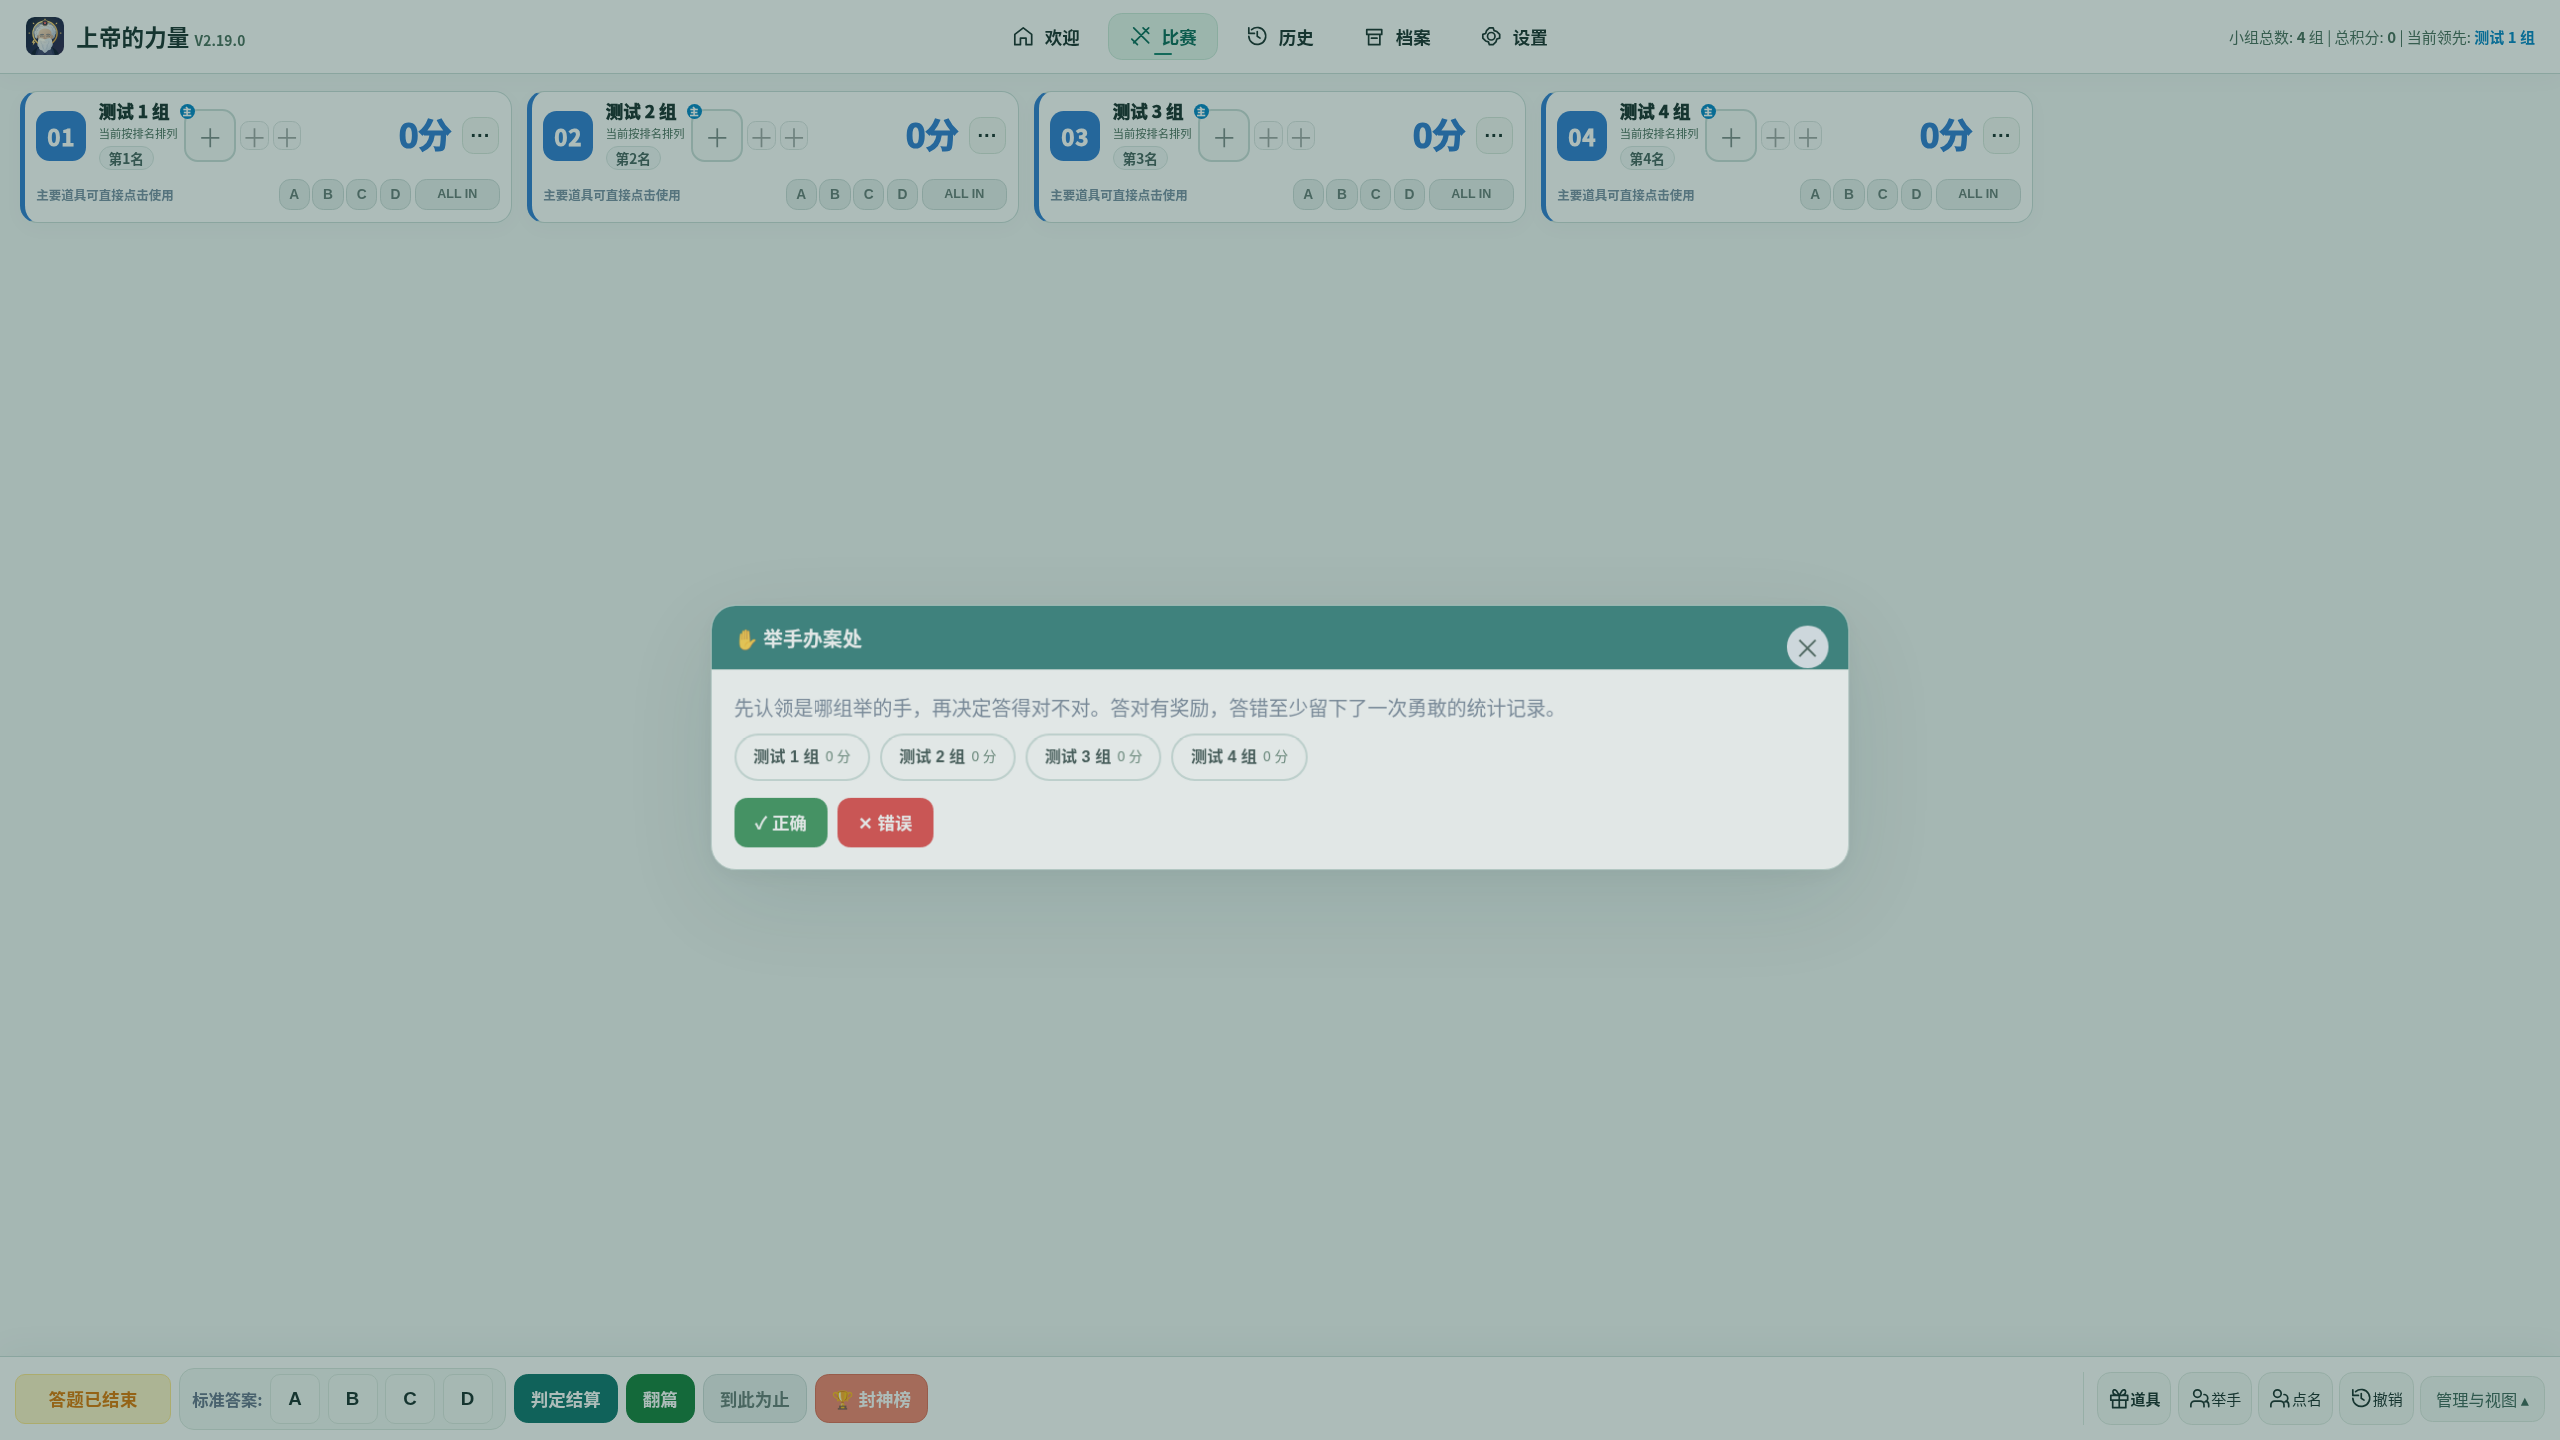 上帝的力量 V2.19.0
欢迎
比赛
历史
档案
设置
小组总数: 4 组 | 总积分: 0 | 当前领先: 测试 1 组
01
测试 1 组
主
当前按排名排列
第1名
0分
...
主要道具可直接点击使用
A B C D ALL IN
02
测试 2 组
主
当前按排名排列
第2名
0分
...
主要道具可直接点击使用
A B C D ALL IN
03
测试 3 组
主
当前按排名排列
第3名
0分
...
主要道具可直接点击使用
A B C D ALL IN
04
测试 4 组
主
当前按排名排列
第4名
0分
...
主要道具可直接点击使用
A B C D ALL IN
✋ 举手办案处
先认领是哪组举的手，再决定答得对不对。答对有奖励，答错至少留下了一次勇敢的统计记录。
测试 1 组 0 分
测试 2 组 0 分
测试 3 组 0 分
测试 4 组 0 分
✓ 正确
✕ 错误
答题已结束
标准答案: A B C D
判定结算
翻篇
到此为止
🏆 封神榜
道具
举手
点名
撤销
管理与视图 ▴